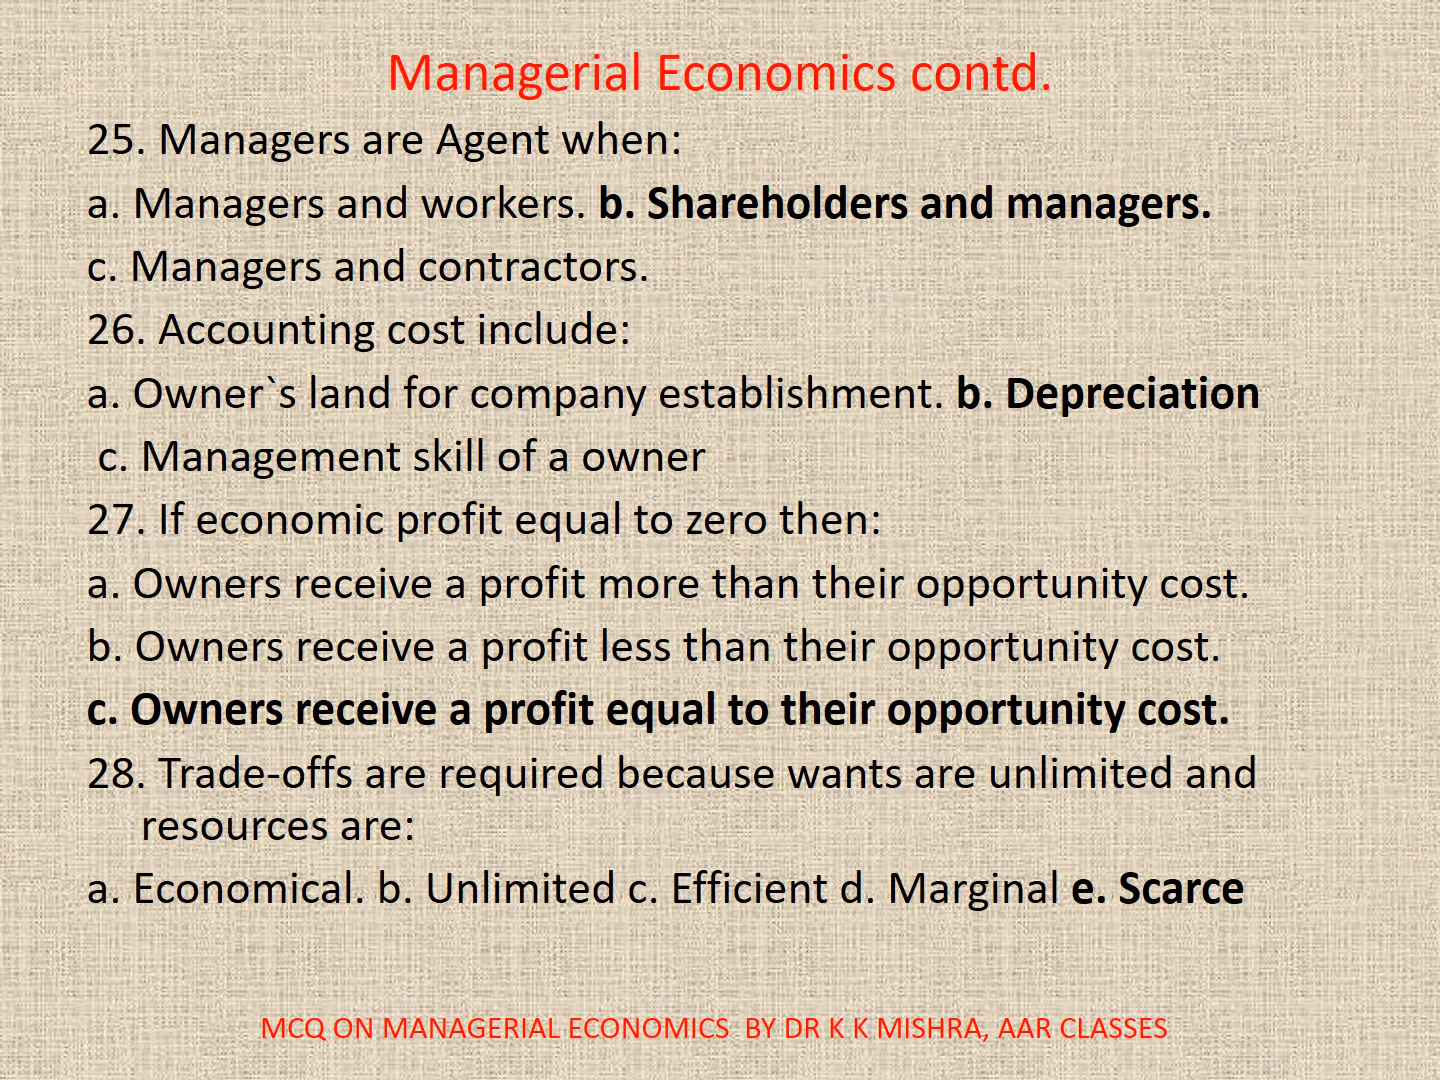 Managerial Economics contd.
25. Managers are Agent when:
a. Managers and workers. b. Shareholders and managers.
c. Managers and contractors.
26. Accounting cost include:
a. Owner`s land for company establishment. b. Depreciation
c. Management skill of a owner
27. If economic profit equal to zero then:
a. Owners receive a profit more than their opportunity cost.
b. Owners receive a profit less than their opportunity cost.
c. Owners receive a profit equal to their opportunity cost.
28. Trade-offs are required because wants are unlimited and
resources are:
a. Economical. b. Unlimited c. Efficient d. Marginal e. Scarce
MCQ ON MANAGERIAL ECONOMICS BY DR K K MISHRA, AAR CLASSES